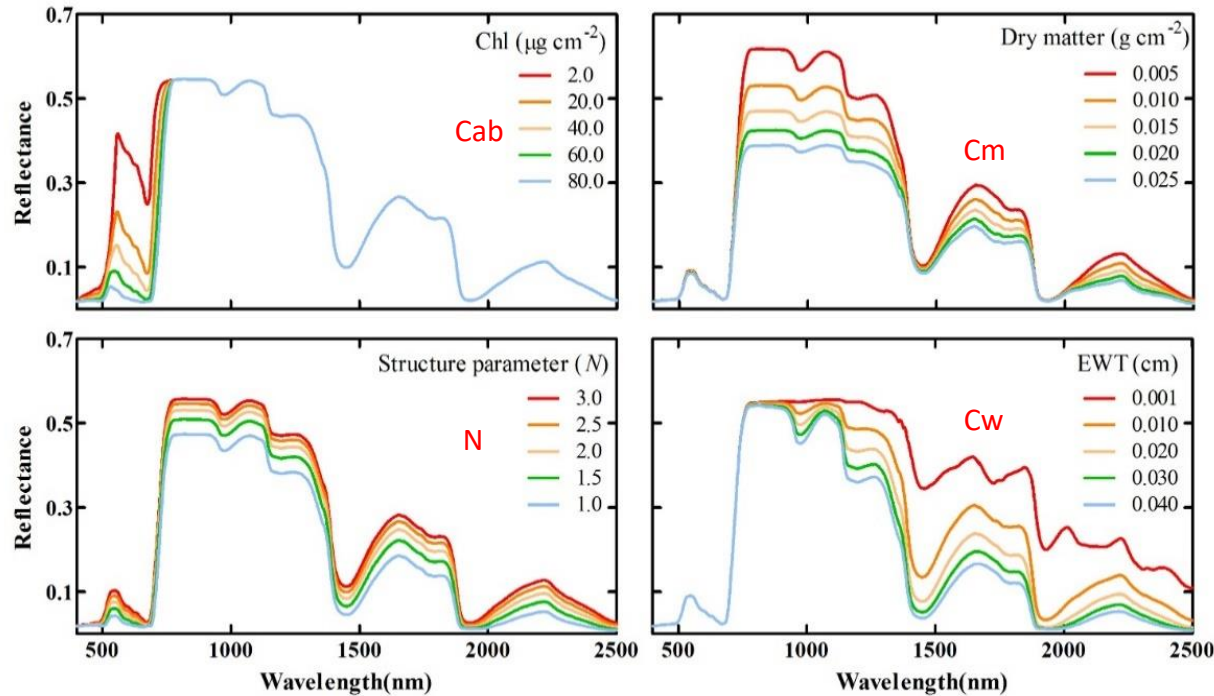 0.7
Chl (μg cm⁻²)
2.0
0.5
20.0
Cab
40.0
60.0
0.3
80.0
Reflectance
0.1
Dry matter (g cm⁻²)
0.005
0.010
0.015
Cm
0.020
0.025
0.7
Structure parameter (N)
3.0
0.5
2.5
N
2.0
1.5
0.3
1.0
Reflectance
0.1
500 1000 1500 2000 2500
Wavelength(nm)
EWT (cm)
0.001
0.010
Cw
0.020
0.030
0.040
500 1000 1500 2000 2500
Wavelength(nm)